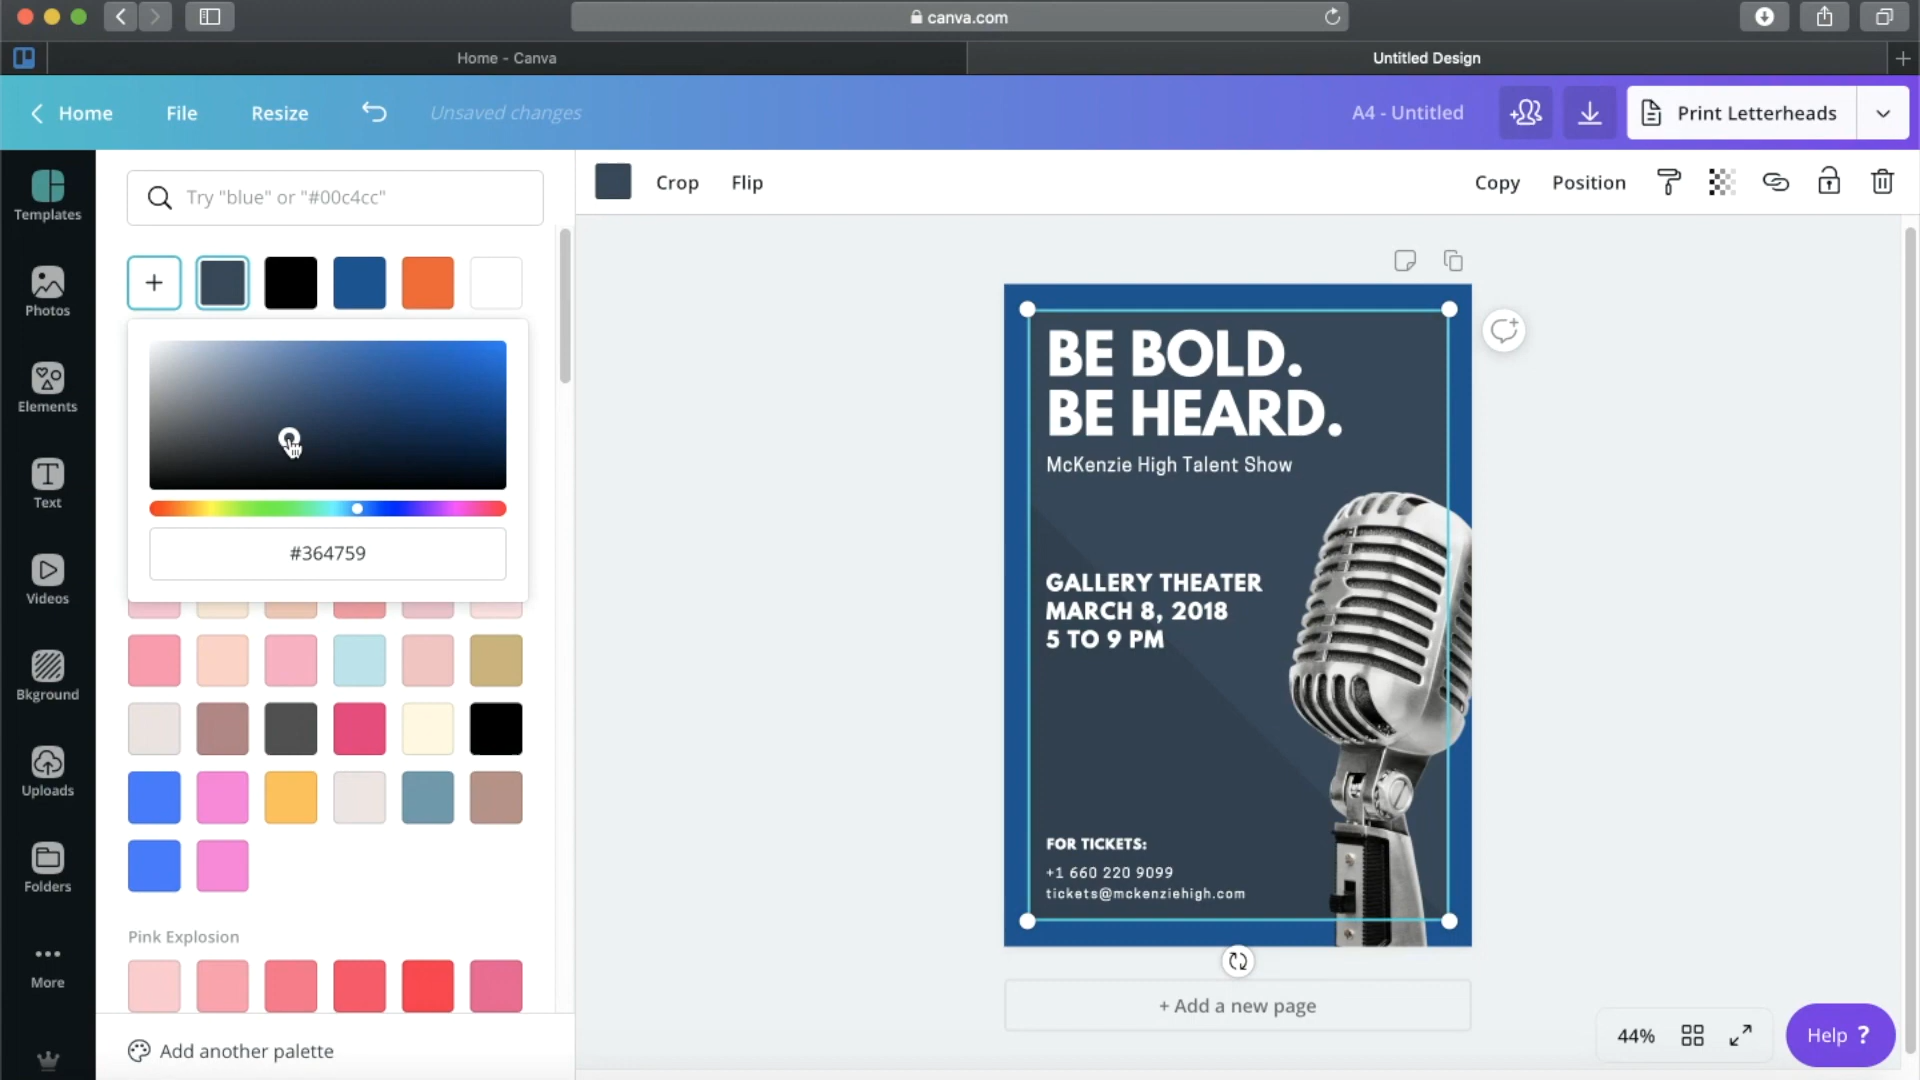 canva.com
Home - Canva
Untitled Design
Home
File
Resize
Unsaved changes
A4 - Untitled
Print Letterheads
Templates
Photos
Elements
Text
Videos
Bkground
Uploads
Folders
More
Try "blue" or "#00c4cc"
+
#364759
Pink Explosion
Add another palette
Crop
Flip
Copy
Position
BE BOLD.
BE HEARD.
McKenzie High Talent Show
GALLERY THEATER
MARCH 8, 2018
5 TO 9 PM
FOR TICKETS:
+1 660 220 9099
tickets@mckenziehigh.com
+ Add a new page
44%
Help ?